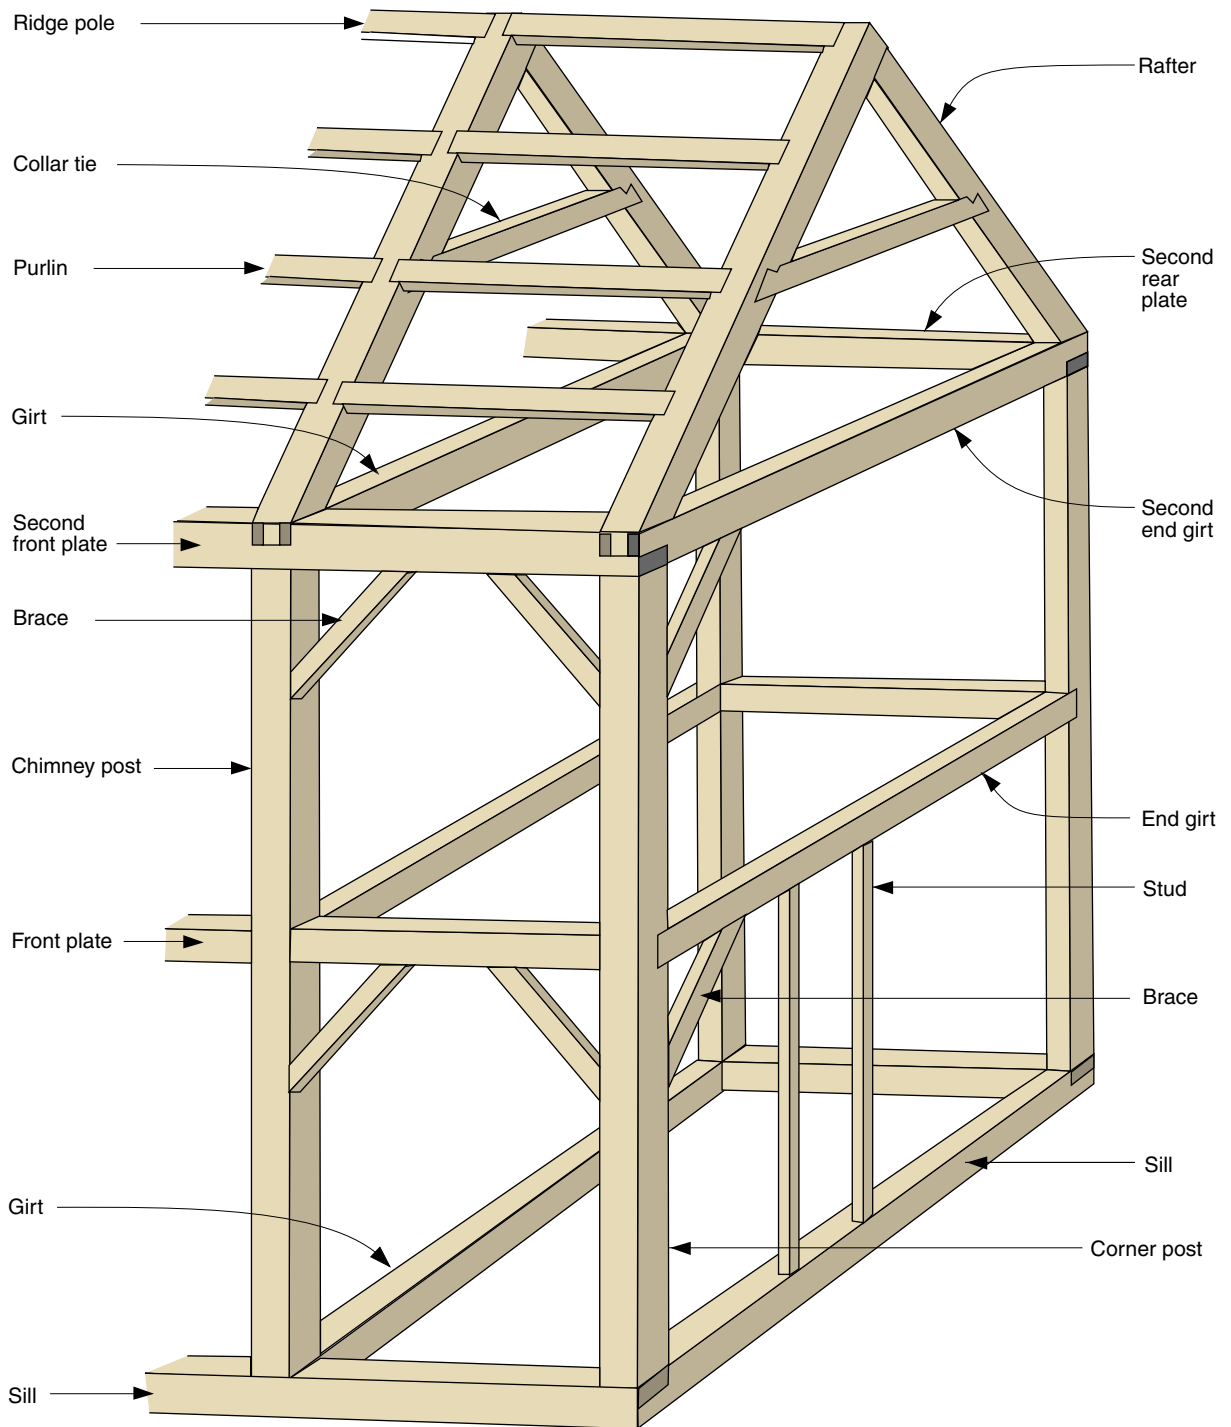 Ridge pole
Collar tie
Purlin
Girt
Second
front plate
Brace
Chimney post
Front plate
Girt
Sill
Rafter
Second
rear
plate
Second
end girt
End girt
Stud
Brace
Sill
Corner post